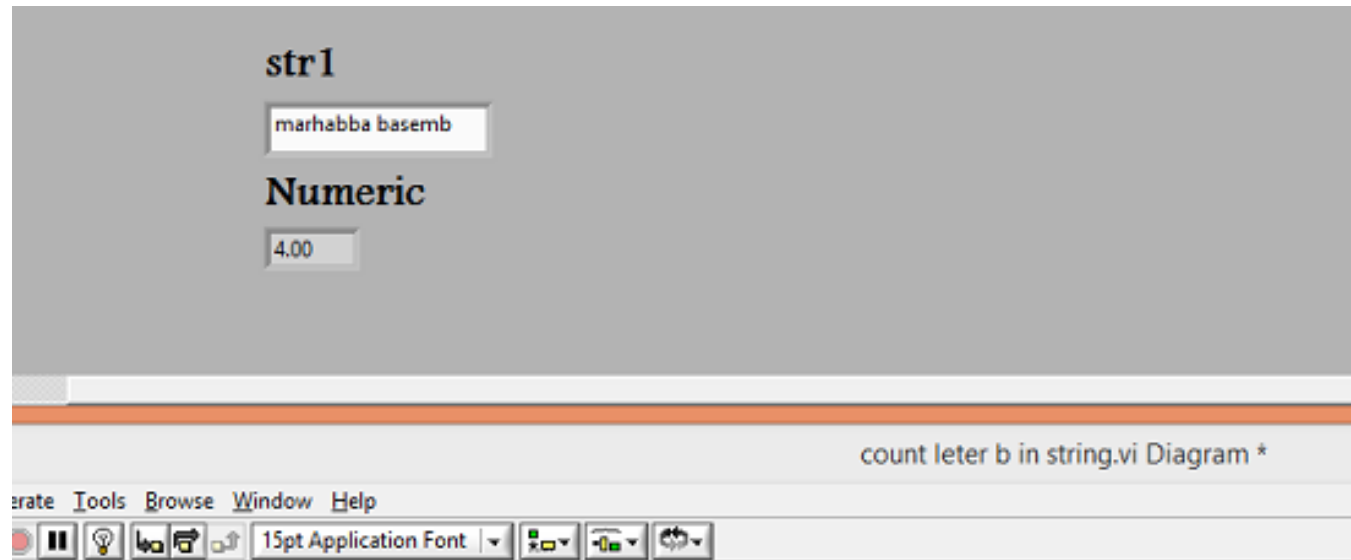 str1
marhabba basemb
Numeric
4.00
count leter b in string.vi Diagram *
erate Tools Browse Window Help
15pt Application Font